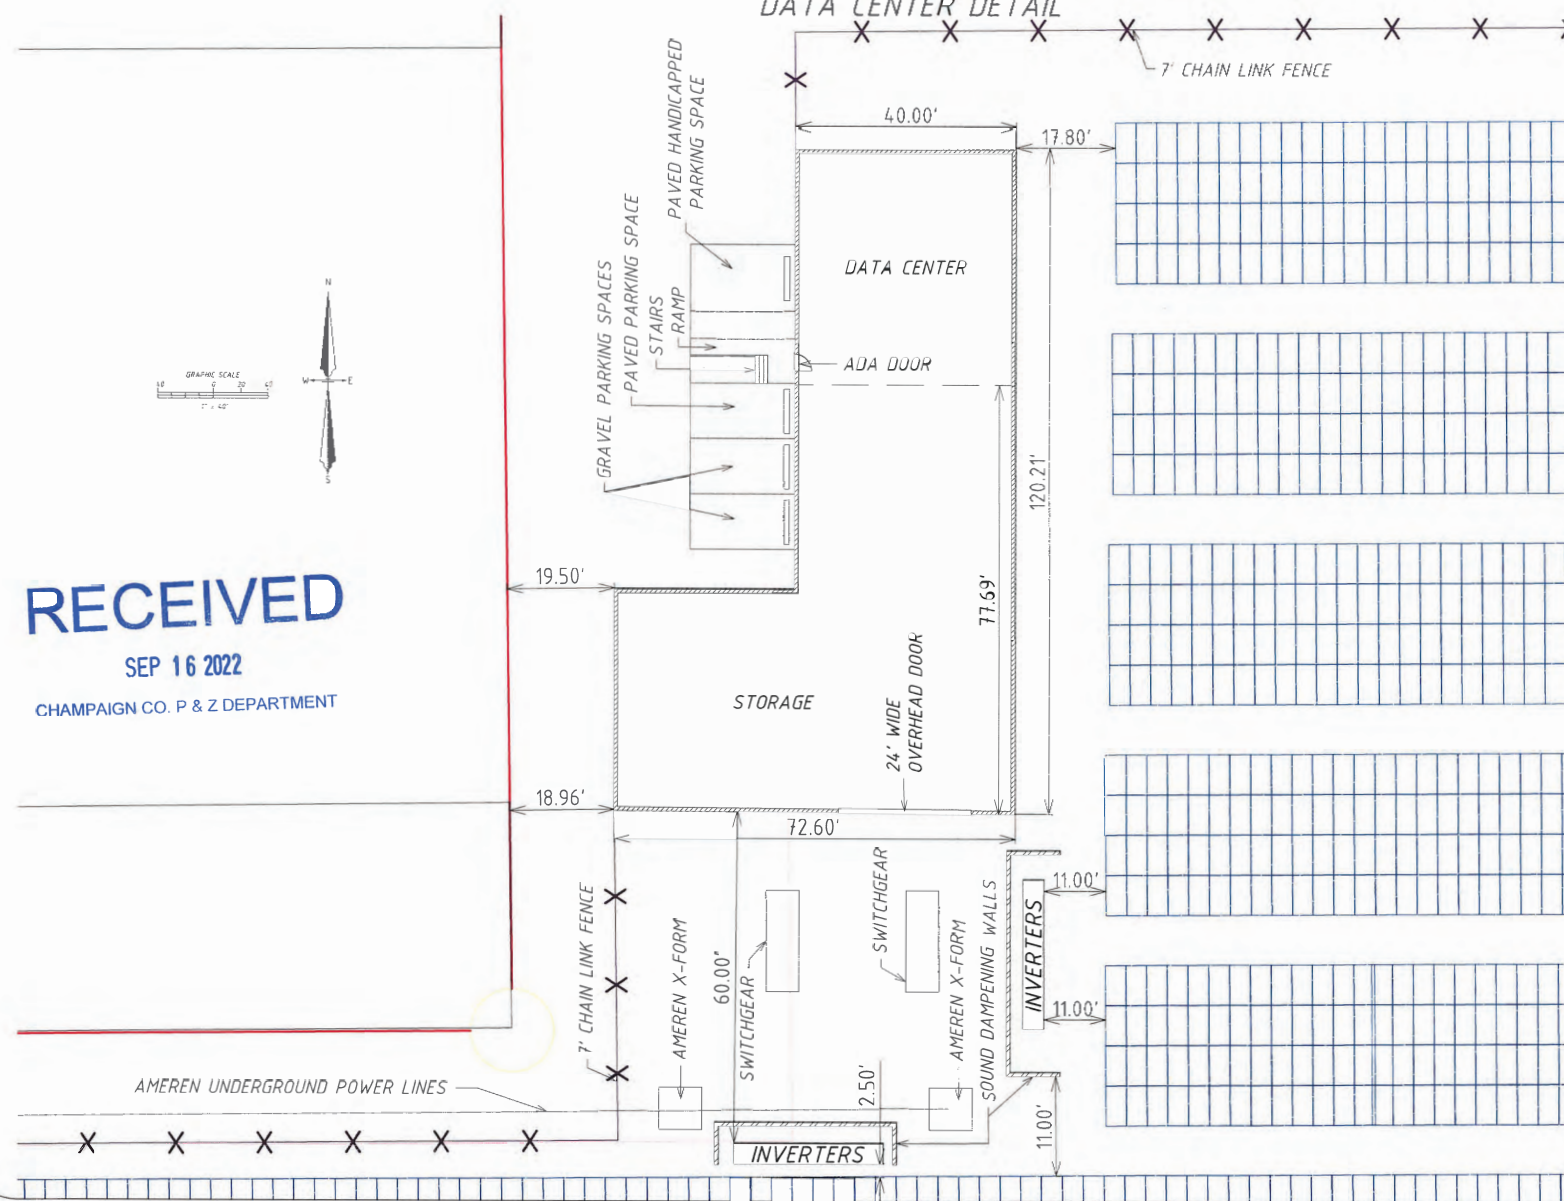 DATA CENTER DETAIL
7' CHAIN LINK FENCE
40.00'
17.80'
PAVED HANDICAPPED
PARKING SPACE
PAVED PARKING SPACE
STAIRS
RAMP
GRAVEL PARKING SPACES
DATA CENTER
ADA DOOR
N
W
E
S
GRAPHIC SCALE
0
120.21'
77.69'
19.50'
RECEIVED
SEP 16 2022
CHAMPAIGN CO. P & Z DEPARTMENT
STORAGE
24' WIDE
OVERHEAD DOOR
18.96'
72.60'
7' CHAIN LINK FENCE
AMEREN X-FORM
60.00'
SWITCHGEAR
SWITCHGEAR
AMEREN X-FORM
SOUND DAMPENING WALLS
INVERTERS
11.00'
11.00'
AMEREN UNDERGROUND POWER LINES
2.50'
11.00'
INVERTERS